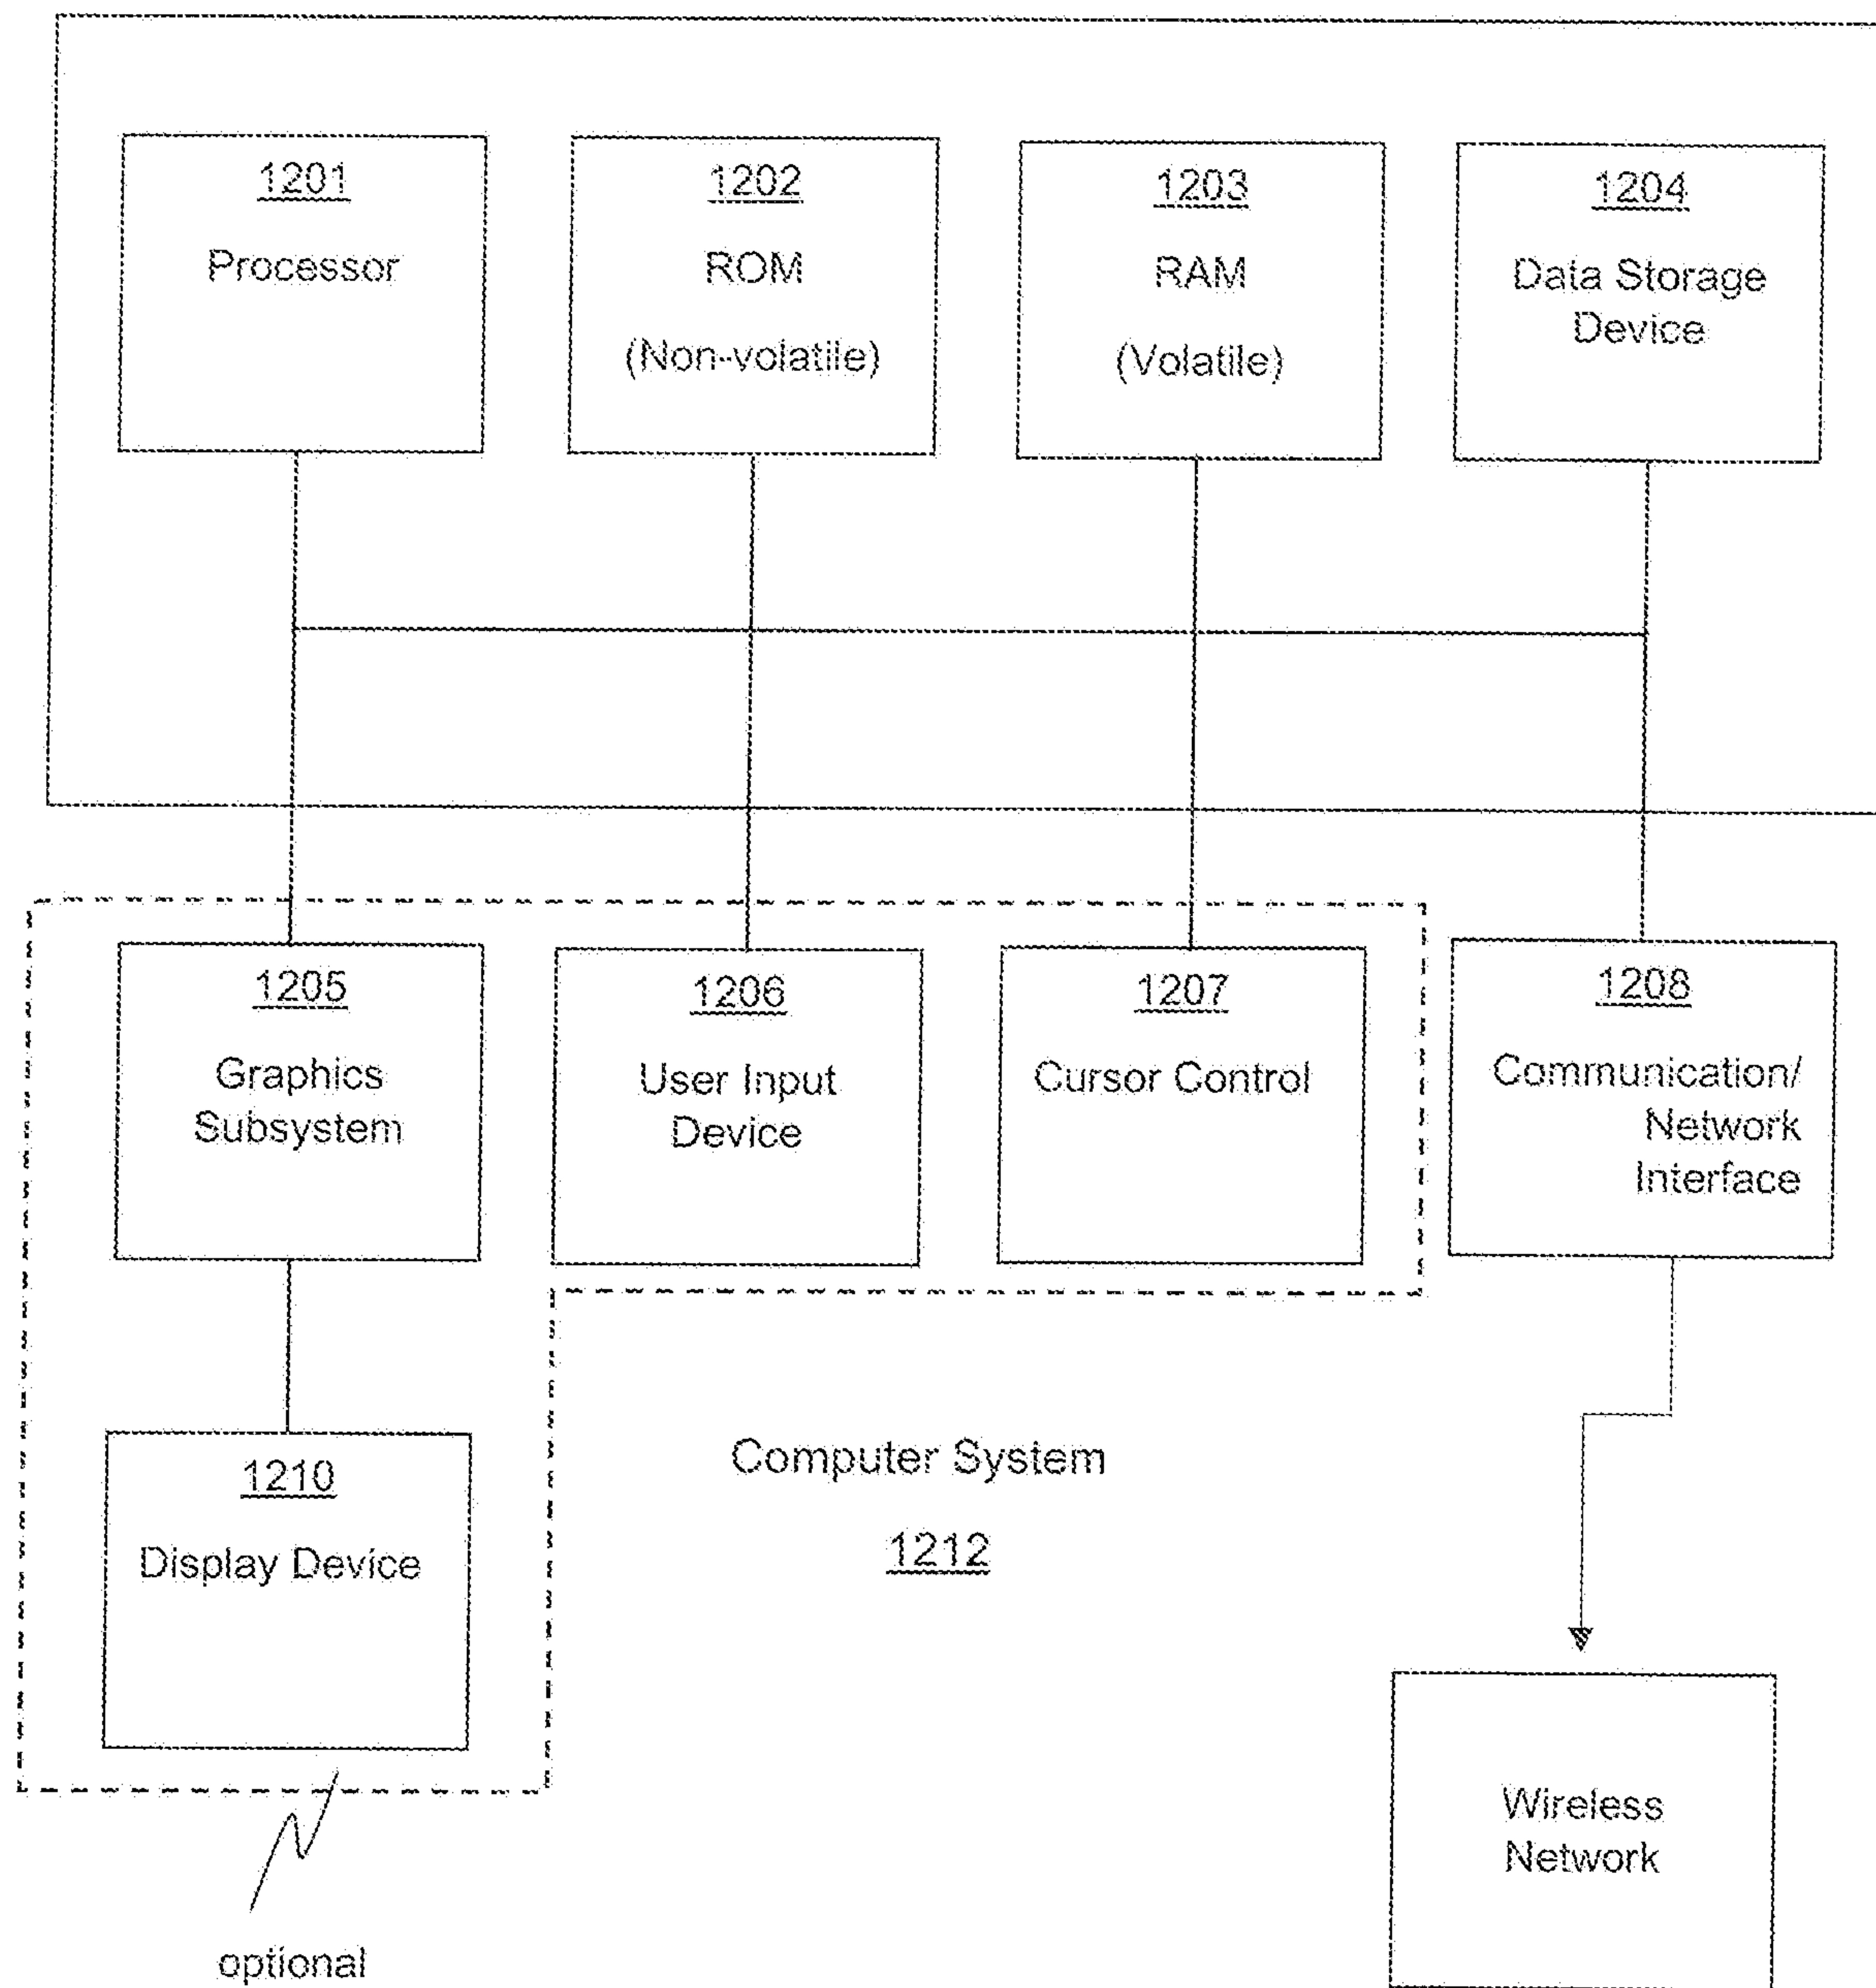 1201
Processor
1202
ROM
(Non-volatile)
1203
RAM
(Volatile)
1204
Data Storage
Device
1205
Graphics
Subsystem
1206
User Input
Device
1207
Cursor Control
1208
Communication/
Network
Interface
1210
Display Device
Computer System
1212
Wireless
Network
optional